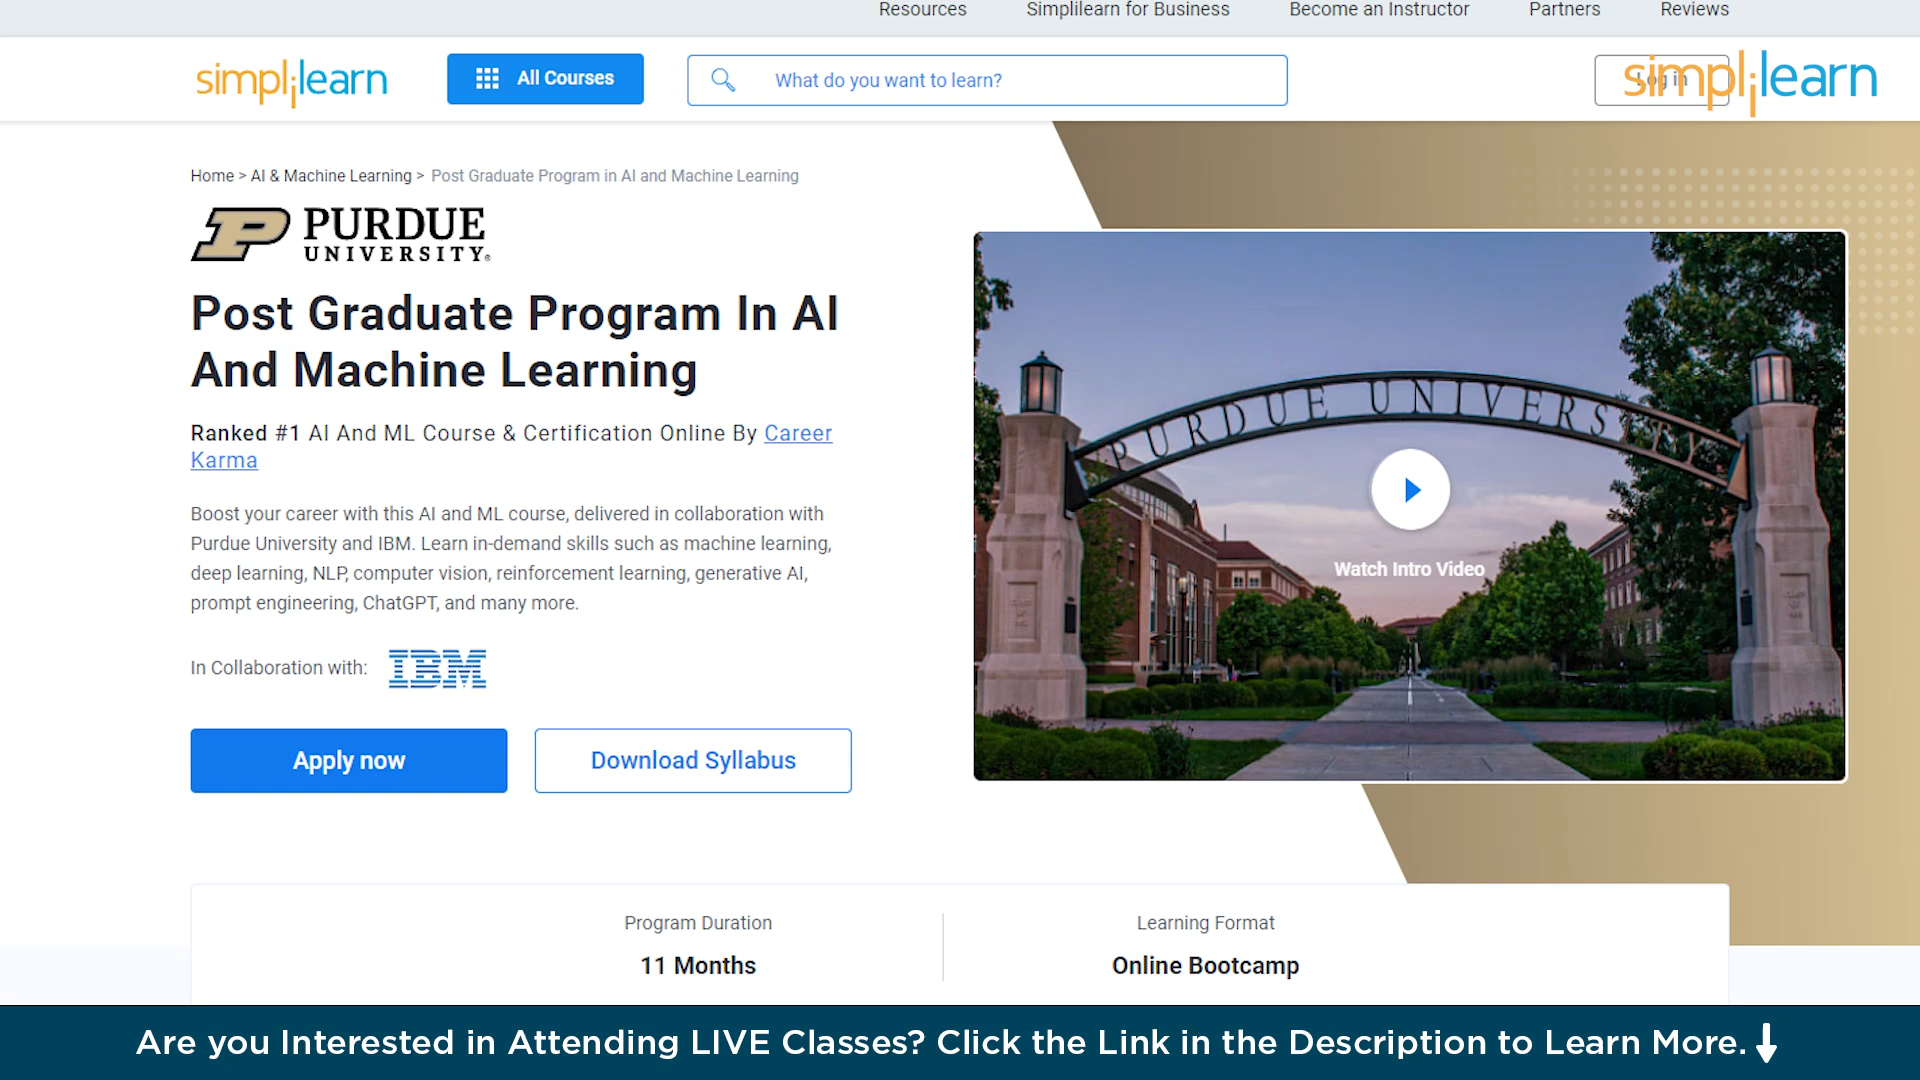 Resources Simplilearn for Business Become an Instructor Partners Reviews
simplilearn All Courses What do you want to learn? Log in simplilearn
Home > AI & Machine Learning > Post Graduate Program in AI and Machine Learning
PURDUE
UNIVERSITY®
Post Graduate Program In AI
And Machine Learning
Ranked #1 AI And ML Course & Certification Online By Career
Karma
Boost your career with this AI and ML course, delivered in collaboration with
Purdue University and IBM. Learn in-demand skills such as machine learning,
deep learning, NLP, computer vision, reinforcement learning, generative AI,
prompt engineering, ChatGPT, and many more.
In Collaboration with: IBM
Apply now Download Syllabus
PURDUE UNIVERSITY
Watch Intro Video
Program Duration
11 Months
Learning Format
Online Bootcamp
Are you Interested in Attending LIVE Classes? Click the Link in the Description to Learn More.